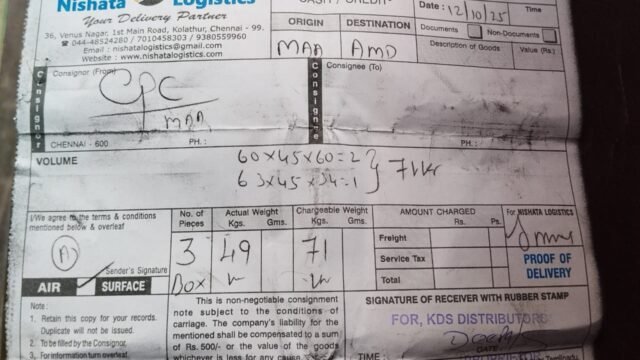 Nishata Logistics
Your Delivery Partner
36, Venus Nagar, 1st Main Road, Kolathur, Chennai - 99.
044-48524280 / 7010458303 / 9380559960
Email : nishatalogistics@gmail.com
Website : www.nishatalogistics.com
CASH / CREDIT
ORIGIN DESTINATION
MAA AMD
Date : 12/10/25 Time
Documents Non-Documents
Description of Goods Value (Rs.)
Consignor Consignor (From)
CPC
MAA
CHENNAI - 600 PH. :
Consignee Consignee (To)
PH. :
VOLUME
60x45x60=2
63x45x54=1 } 71kr
I/We agree to the terms & conditions
mentioned below & overleaf
Sender's Signature
AIR SURFACE
No. of Pieces
3
Box
Actual Weight
Kgs. Gms.
49
Chargeable Weight
Kgs. Gms.
71
AMOUNT CHARGED
Rs. Ps.
Freight
Service Tax
Total
For NISHATA LOGISTICS
PROOF OF
DELIVERY
Note :
1. Retain this copy for your records.
Duplicate will not be issued.
2. To be filled by the Consignor.
3. For information turn overleaf.
This is non-negotiable consignment
note subject to the conditions of
carriage. The company's liability for
the mentioned shall be compensated to a sum
of Rs. 500/- or the value of the goods
whichever is less for any cause
SIGNATURE OF RECEIVER WITH RUBBER STAMP
FOR, KDS DISTRIBUTORS
TIME :